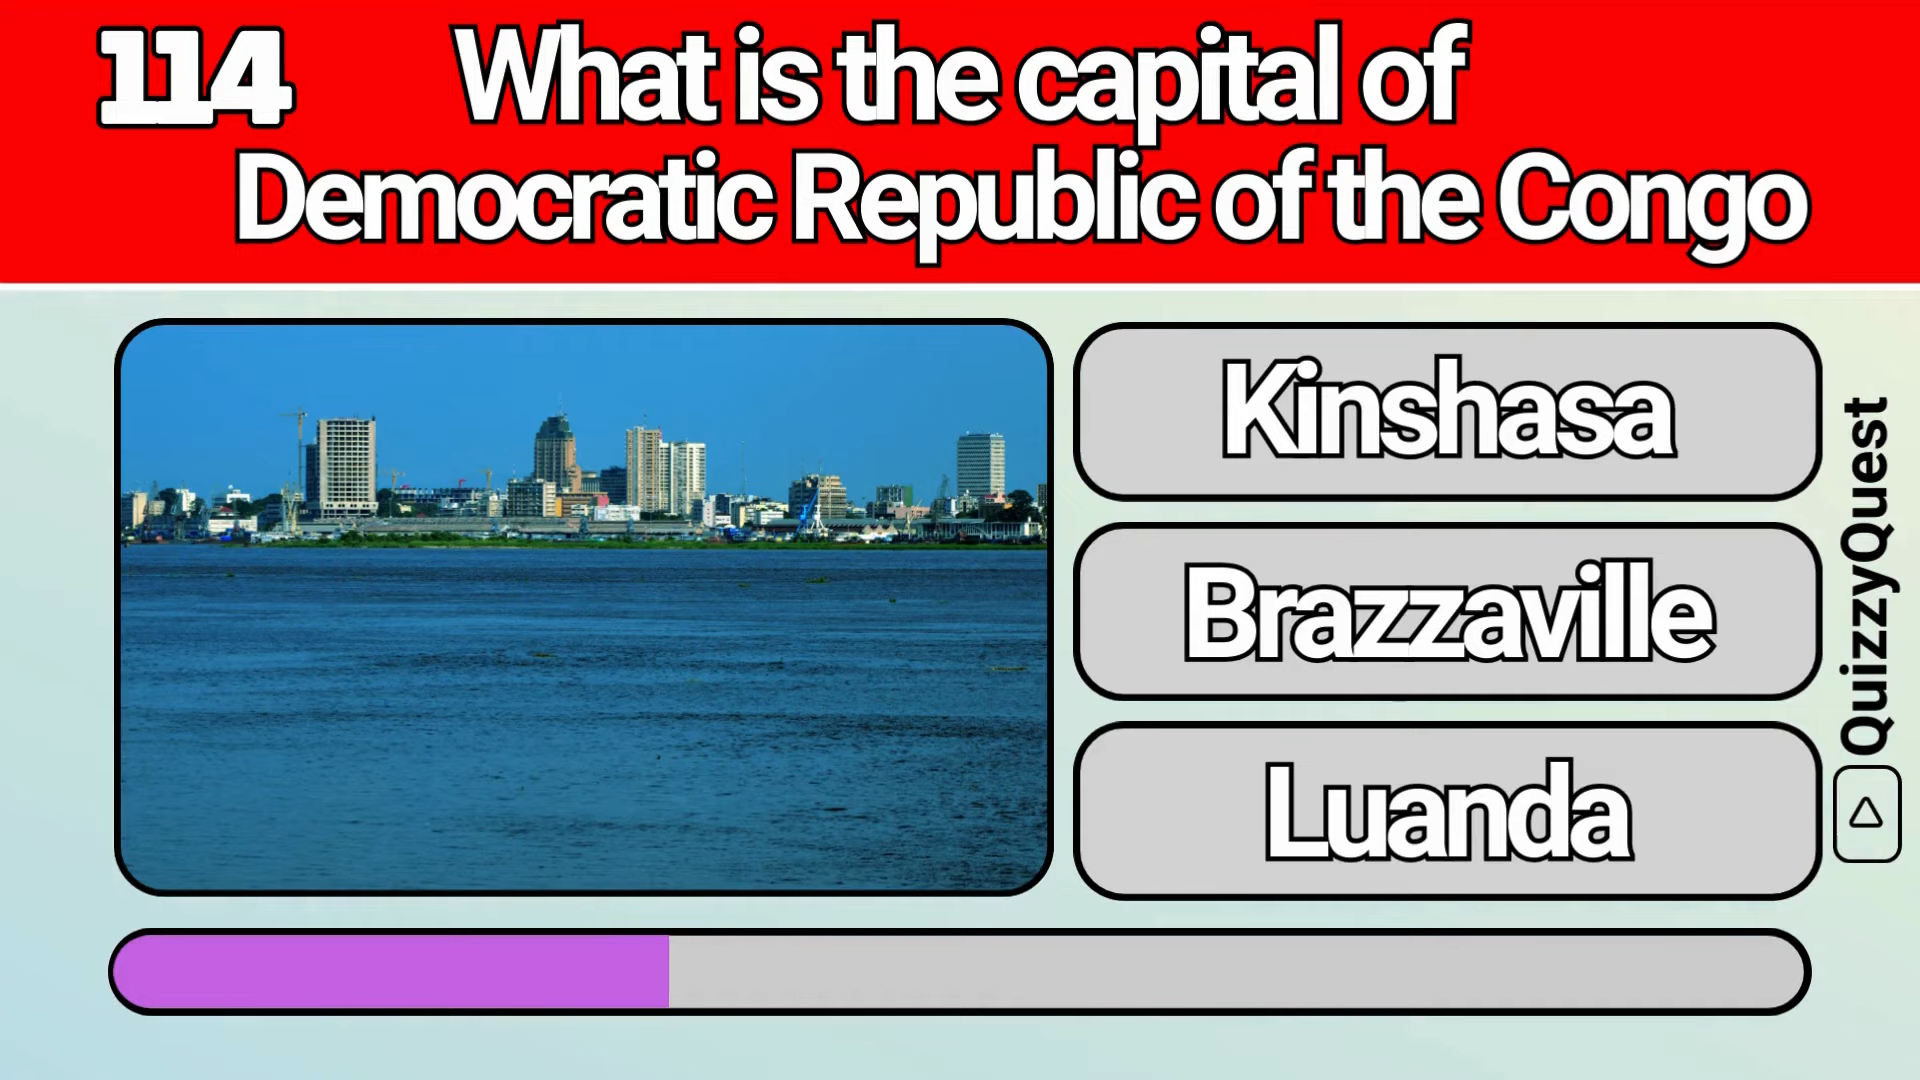 114
What is the capital of
Democratic Republic of the Congo
Kinshasa
Brazzaville
Luanda
QuizzyQuest